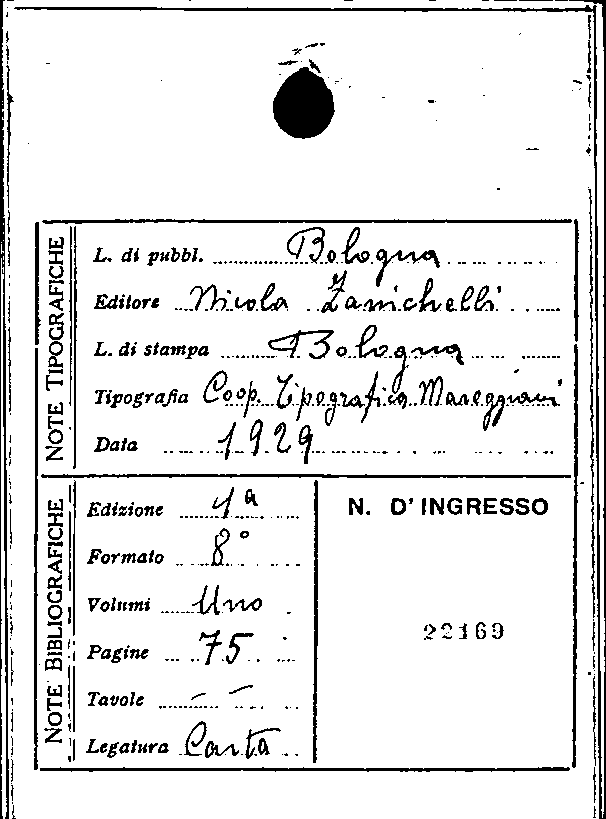 NOTE TIPOGRAFICHE
L. di pubbl. Bologna
Editore Nicola Zanichelli
L. di stampa Bologna
Tipografia Coop. Tipografica Mareggiani
Data 1929
NOTE BIBLIOGRAFICHE
Edizione 1ª
Formato 8°
Volumi Uno
Pagine 75
Tavole — —
Legatura Carta
N. D'INGRESSO
22169